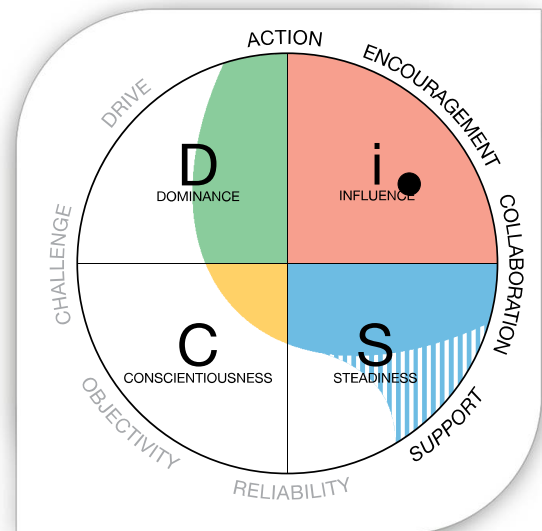 ACTION
DRIVE
ENCOURAGEMENT
D
DOMINANCE
i
INFLUENCE
CHALLENGE
COLLABORATION
C
CONSCIENTIOUSNESS
S
STEADINESS
OBJECTIVITY
SUPPORT
RELIABILITY